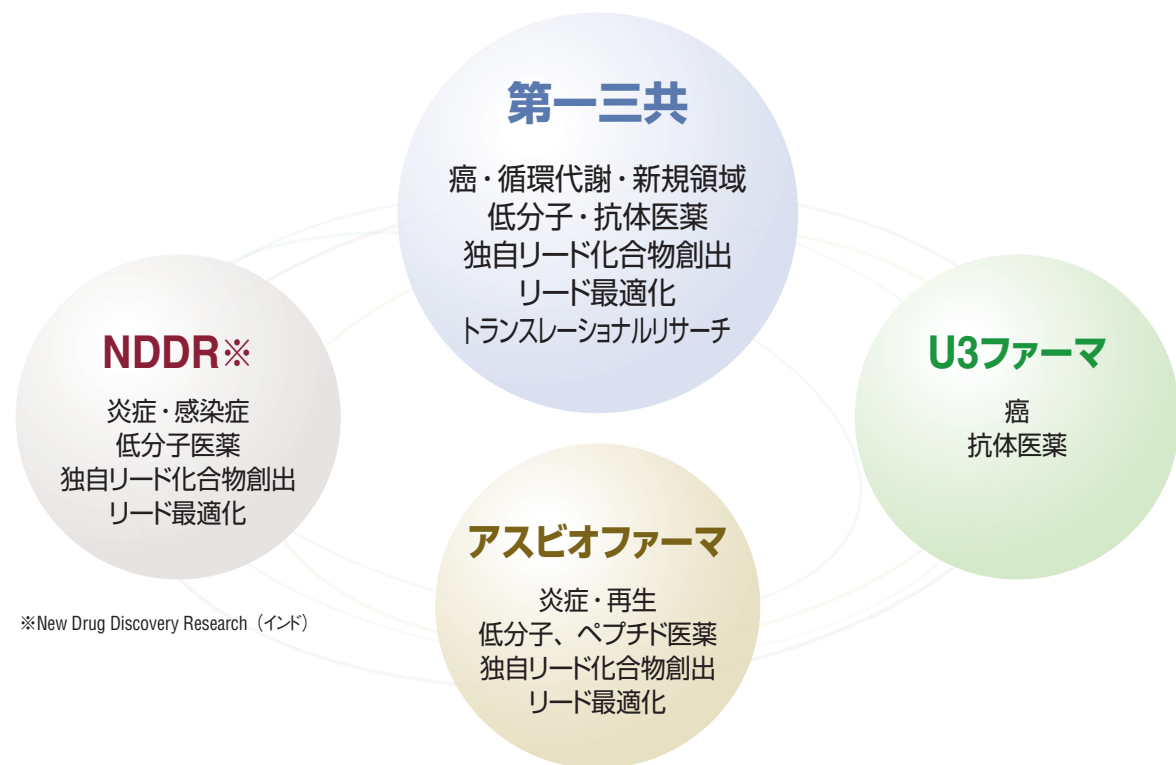 第一三共
癌・循環代謝・新規領域
低分子・抗体医薬
独自リード化合物創出
リード最適化
トランスレーショナルリサーチ
NDDR※
炎症・感染症
低分子医薬
独自リード化合物創出
リード最適化
U3ファーマ
癌
抗体医薬
アスビオファーマ
炎症・再生
低分子、ペプチド医薬
独自リード化合物創出
リード最適化
※New Drug Discovery Research（インド）